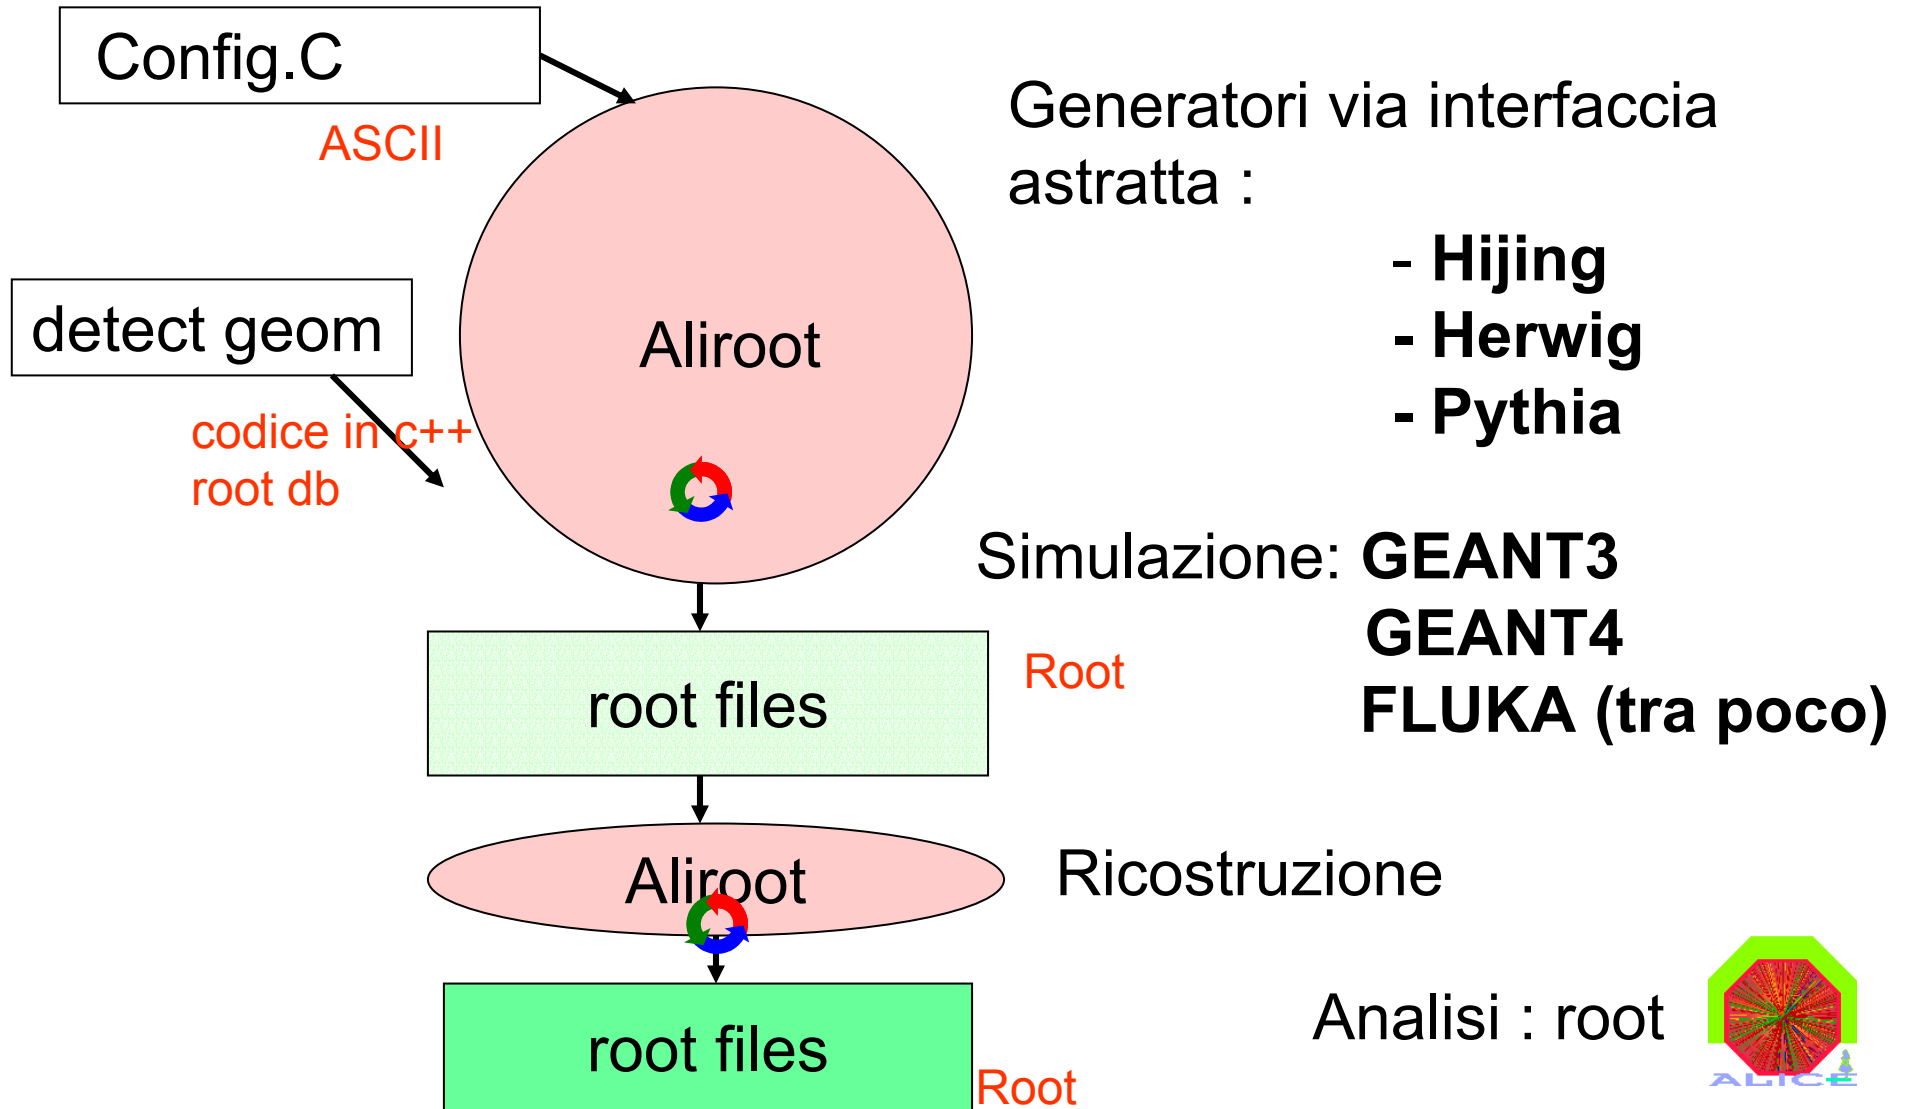 Config.C
ASCII
Generatori via interfaccia
astratta :
- Hijing
- Herwig
- Pythia
detect geom
codice in c++
root db
Aliroot
Simulazione: GEANT3
GEANT4
FLUKA (tra poco)
root files
Root
Aliroot
Ricostruzione
Analisi : root
ALICE
root files
Root